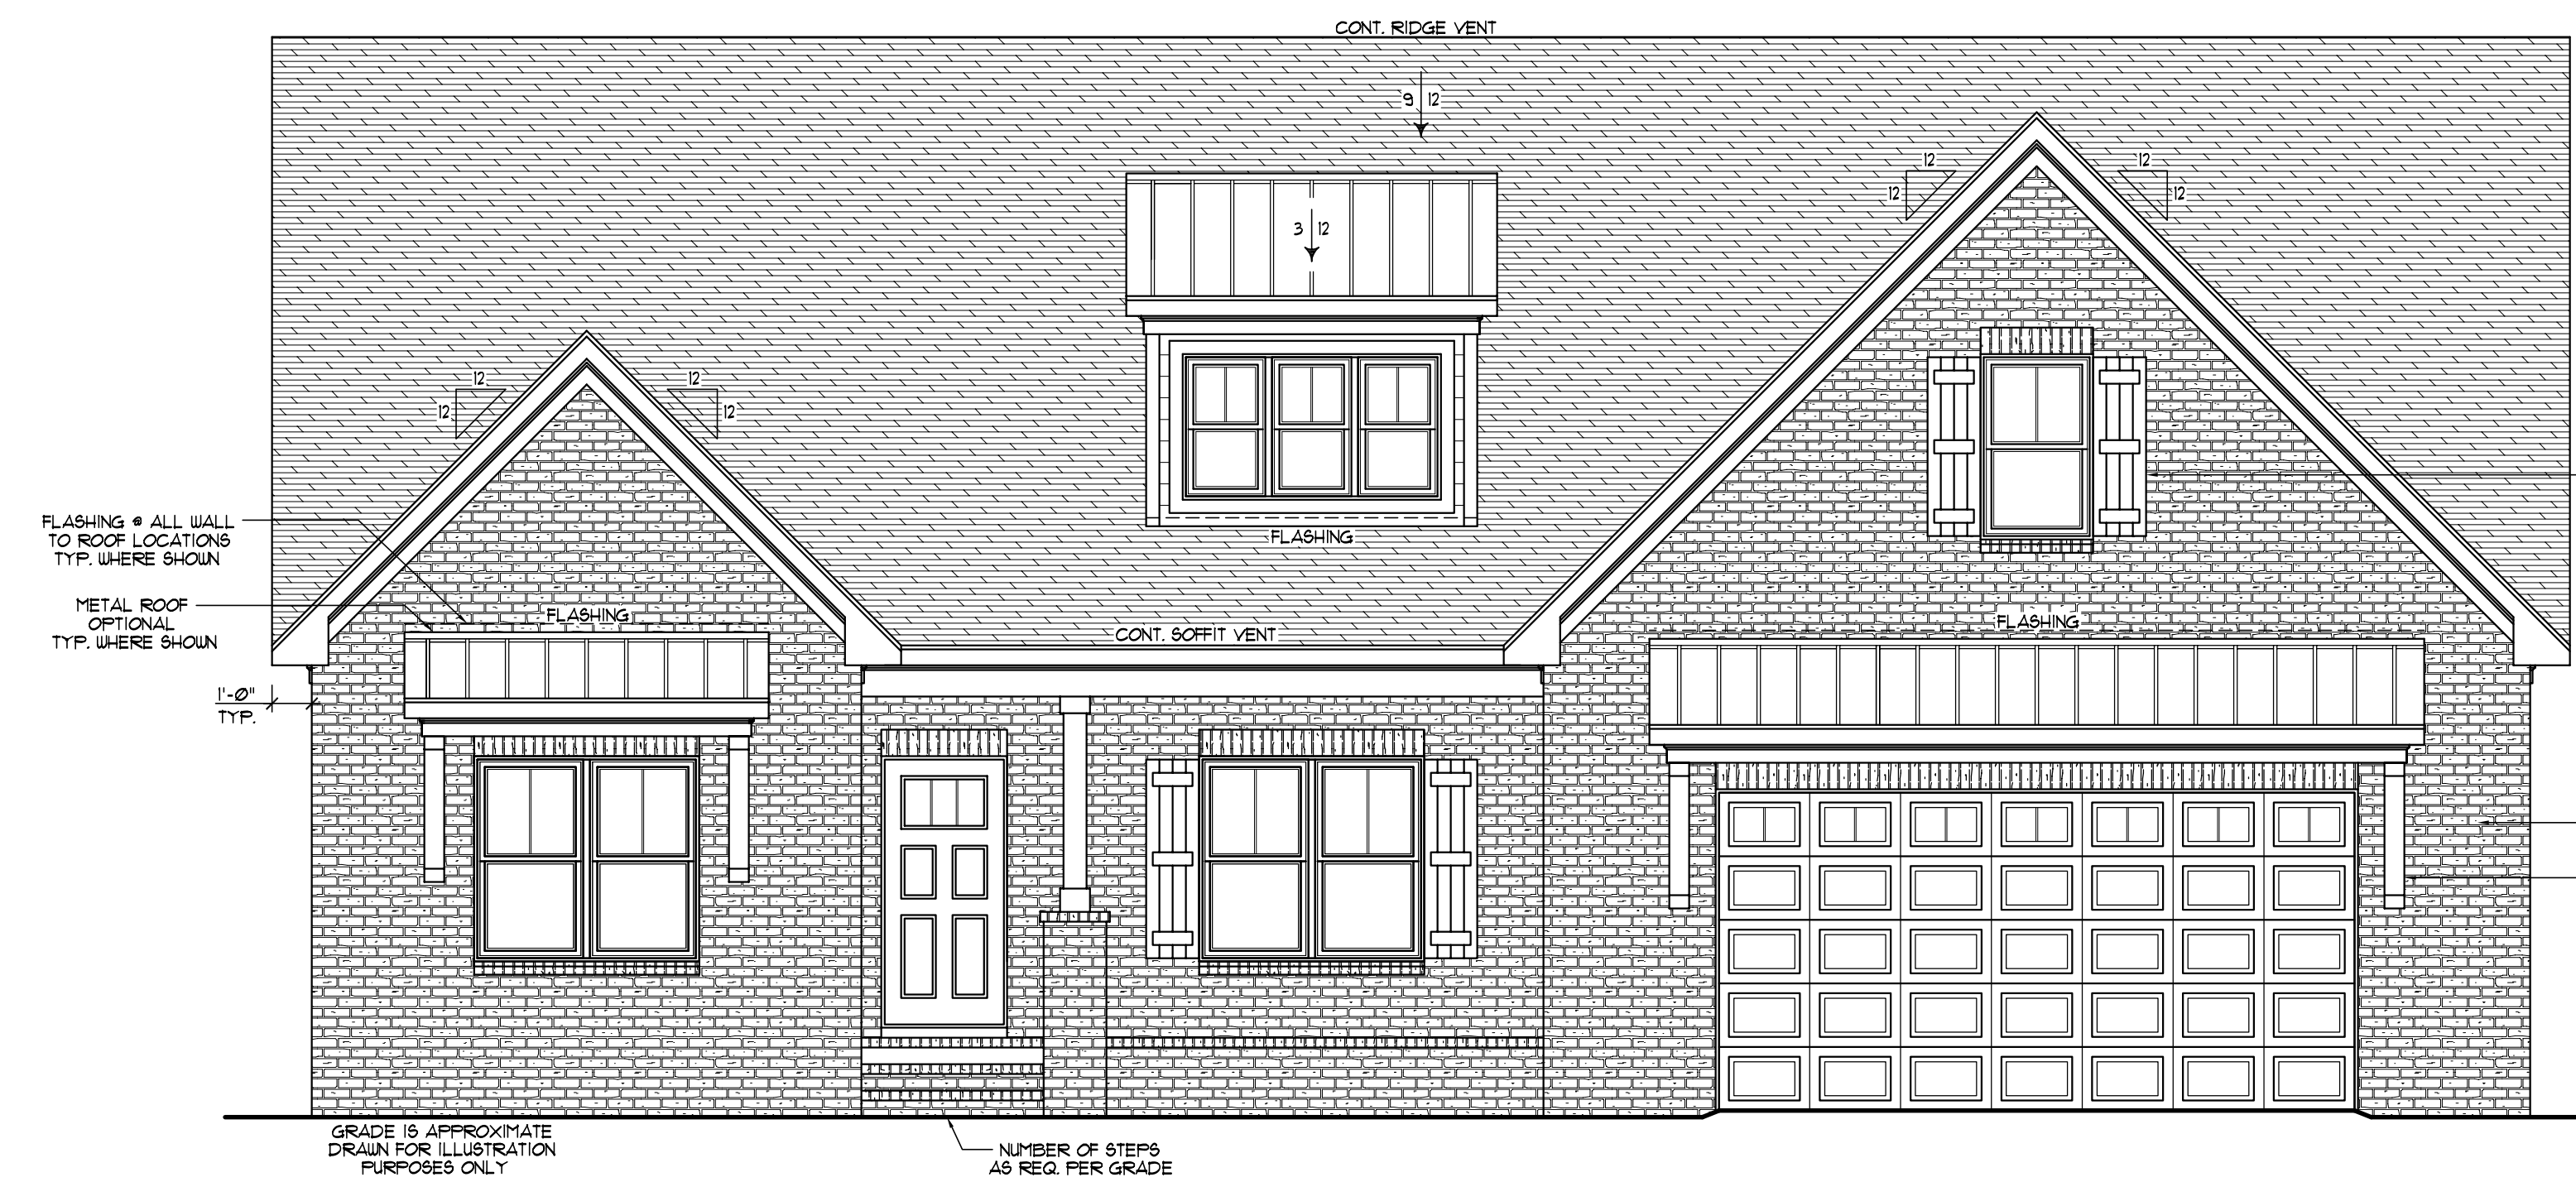 CONT. RIDGE VENT
9 12
12
12
12
12
3 12
12
12
12
12
FLASHING @ ALL WALL
TO ROOF LOCATIONS
TYP. WHERE SHOWN
FLASHING
METAL ROOF
OPTIONAL
TYP. WHERE SHOWN
FLASHING
FLASHING
CONT. SOFFIT VENT
1'-0"
TYP.
GRADE IS APPROXIMATE
DRAWN FOR ILLUSTRATION
PURPOSES ONLY
NUMBER OF STEPS
AS REQ. PER GRADE